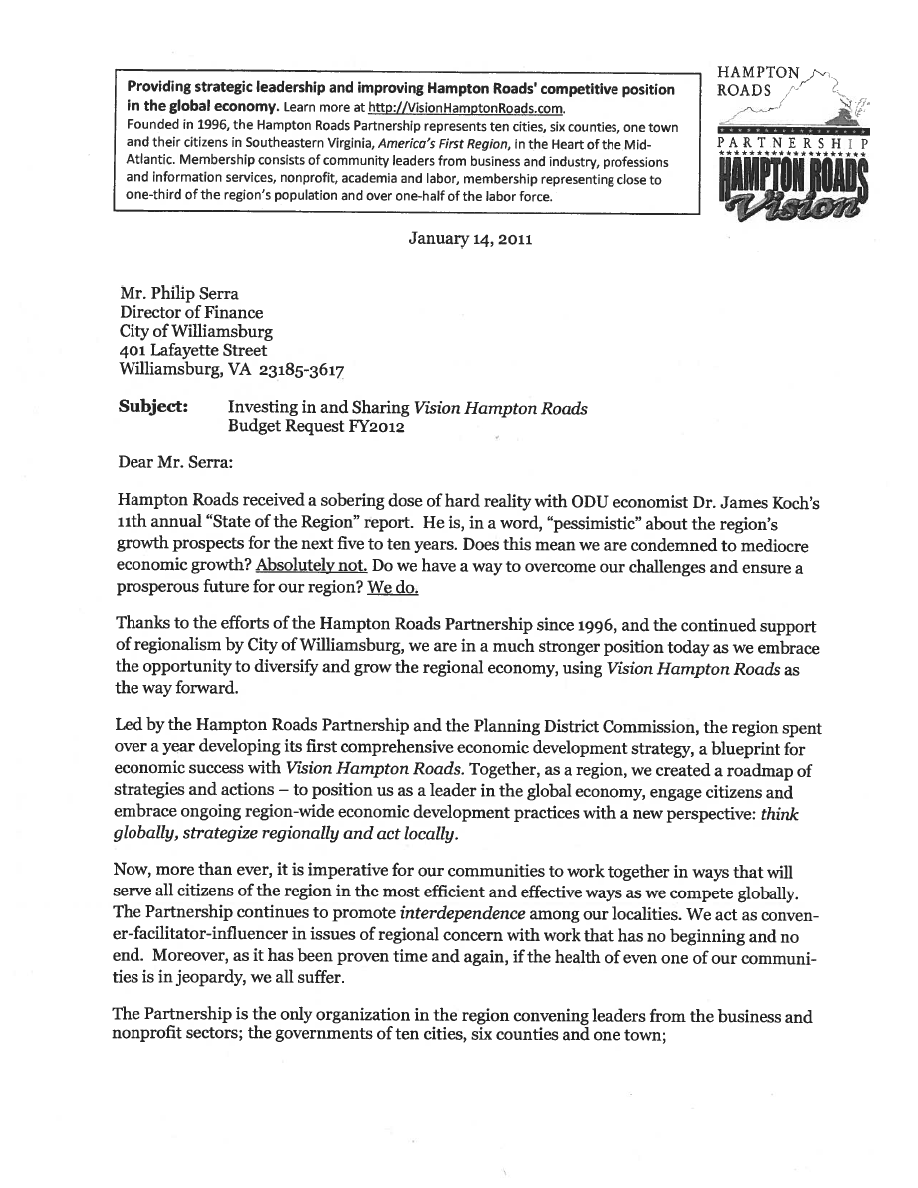 Providing strategic leadership and improving Hampton Roads' competitive position
in the global economy. Learn more at http://VisionHamptonRoads.com.
Founded in 1996, the Hampton Roads Partnership represents ten cities, six counties, one town
and their citizens in Southeastern Virginia, America's First Region, in the Heart of the Mid-
Atlantic. Membership consists of community leaders from business and industry, professions
and information services, nonprofit, academia and labor, membership representing close to
one-third of the region's population and over one-half of the labor force.
HAMPTON
ROADS
PARTNERSHIP
HAMPTON ROADS
Vision
January 14, 2011
Mr. Philip Serra
Director of Finance
City of Williamsburg
401 Lafayette Street
Williamsburg, VA 23185-3617
Subject: Investing in and Sharing Vision Hampton Roads
Budget Request FY2012
Dear Mr. Serra:
Hampton Roads received a sobering dose of hard reality with ODU economist Dr. James Koch's
11th annual “State of the Region” report. He is, in a word, “pessimistic” about the region's
growth prospects for the next five to ten years. Does this mean we are condemned to mediocre
economic growth? Absolutely not. Do we have a way to overcome our challenges and ensure a
prosperous future for our region? We do.
Thanks to the efforts of the Hampton Roads Partnership since 1996, and the continued support
of regionalism by City of Williamsburg, we are in a much stronger position today as we embrace
the opportunity to diversify and grow the regional economy, using Vision Hampton Roads as
the way forward.
Led by the Hampton Roads Partnership and the Planning District Commission, the region spent
over a year developing its first comprehensive economic development strategy, a blueprint for
economic success with Vision Hampton Roads. Together, as a region, we created a roadmap of
strategies and actions – to position us as a leader in the global economy, engage citizens and
embrace ongoing region-wide economic development practices with a new perspective: think
globally, strategize regionally and act locally.
Now, more than ever, it is imperative for our communities to work together in ways that will
serve all citizens of the region in the most efficient and effective ways as we compete globally.
The Partnership continues to promote interdependence among our localities. We act as conven-
er-facilitator-influencer in issues of regional concern with work that has no beginning and no
end. Moreover, as it has been proven time and again, if the health of even one of our communi-
ties is in jeopardy, we all suffer.
The Partnership is the only organization in the region convening leaders from the business and
nonprofit sectors; the governments of ten cities, six counties and one town;